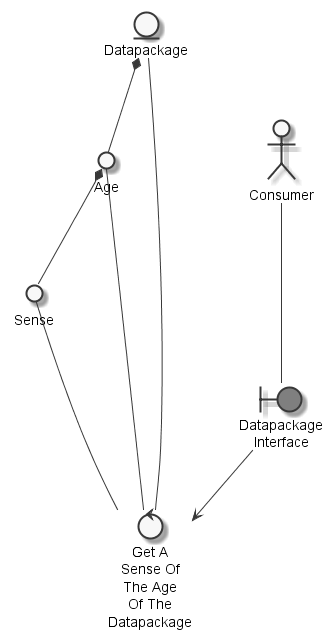 Datapackage
Age
Consumer
Sense
Datapackage
Interface
Get A
Sense Of
The Age
Of The
Datapackage